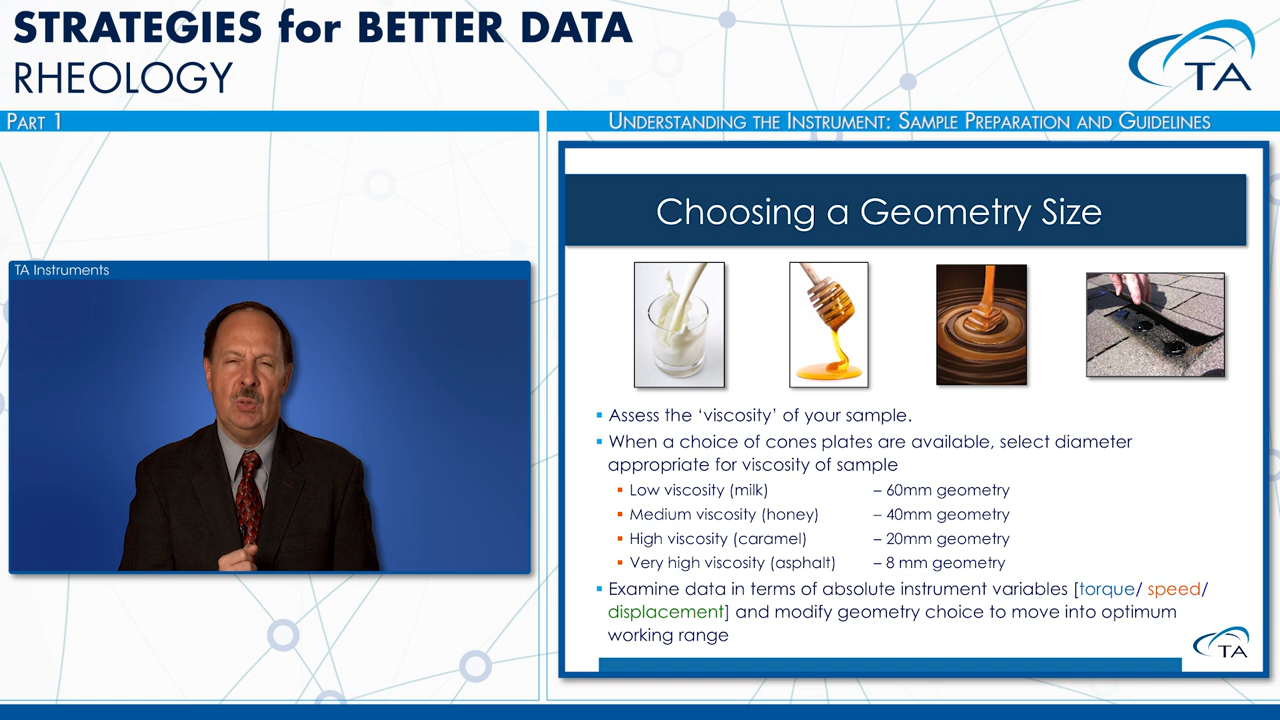 STRATEGIES for BETTER DATA
RHEOLOGY
TA
PART 1
UNDERSTANDING THE INSTRUMENT: SAMPLE PREPARATION AND GUIDELINES
TA Instruments
Choosing a Geometry Size
Assess the ‘viscosity’ of your sample.
When a choice of cones plates are available, select diameter
appropriate for viscosity of sample
Low viscosity (milk) – 60mm geometry
Medium viscosity (honey) – 40mm geometry
High viscosity (caramel) – 20mm geometry
Very high viscosity (asphalt) – 8 mm geometry
Examine data in terms of absolute instrument variables [torque/ speed/
displacement] and modify geometry choice to move into optimum
working range
TA